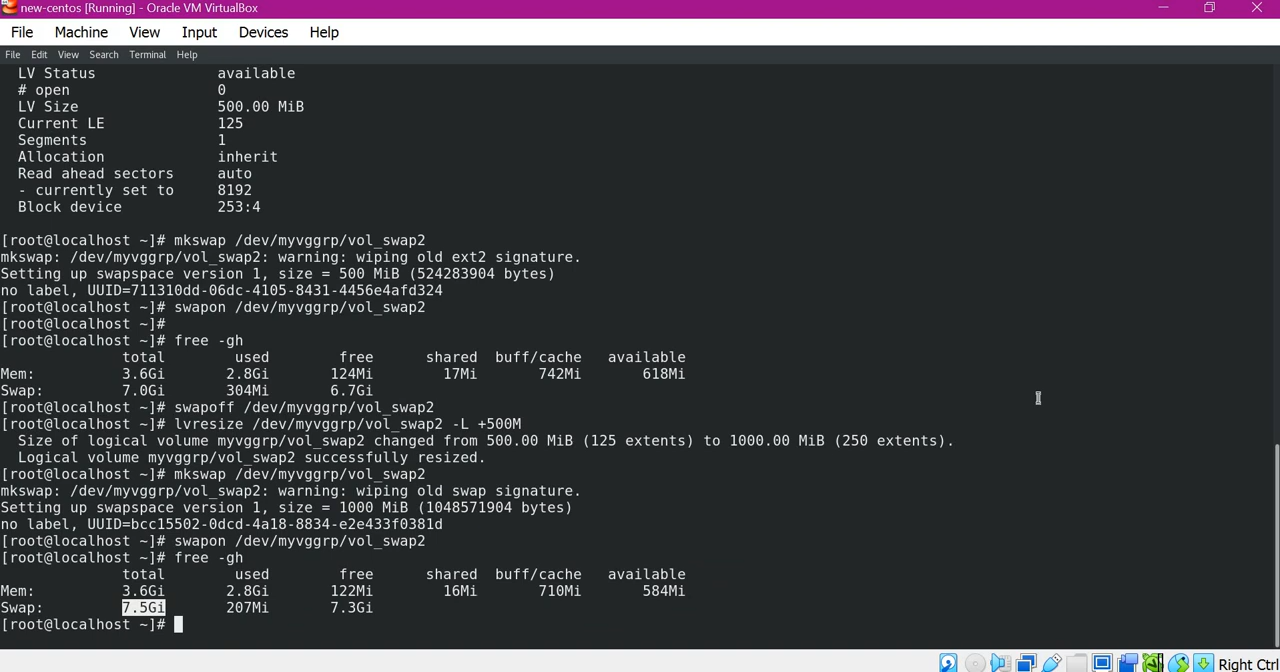 new-centos [Running] - Oracle VM VirtualBox
File Machine View Input Devices Help
File Edit View Search Terminal Help
LV Status available
# open 0
LV Size 500.00 MiB
Current LE 125
Segments 1
Allocation inherit
Read ahead sectors auto
- currently set to 8192
Block device 253:4
[root@localhost ~]# mkswap /dev/myvggrp/vol_swap2
mkswap: /dev/myvggrp/vol_swap2: warning: wiping old ext2 signature.
Setting up swapspace version 1, size = 500 MiB (524283904 bytes)
no label, UUID=711310dd-06dc-4105-8431-4456e4afd324
[root@localhost ~]# swapon /dev/myvggrp/vol_swap2
[root@localhost ~]#
[root@localhost ~]# free -gh
total used free shared buff/cache available
Mem: 3.6Gi 2.8Gi 124Mi 17Mi 742Mi 618Mi
Swap: 7.0Gi 304Mi 6.7Gi
[root@localhost ~]# swapoff /dev/myvggrp/vol_swap2
[root@localhost ~]# lvresize /dev/myvggrp/vol_swap2 -L +500M
Size of logical volume myvggrp/vol_swap2 changed from 500.00 MiB (125 extents) to 1000.00 MiB (250 extents).
Logical volume myvggrp/vol_swap2 successfully resized.
[root@localhost ~]# mkswap /dev/myvggrp/vol_swap2
mkswap: /dev/myvggrp/vol_swap2: warning: wiping old swap signature.
Setting up swapspace version 1, size = 1000 MiB (1048571904 bytes)
no label, UUID=bcc15502-0dcd-4a18-8834-e2e433f0381d
[root@localhost ~]# swapon /dev/myvggrp/vol_swap2
[root@localhost ~]# free -gh
total used free shared buff/cache available
Mem: 3.6Gi 2.8Gi 122Mi 16Mi 710Mi 584Mi
Swap: 7.5Gi 207Mi 7.3Gi
[root@localhost ~]#
Right Ctrl